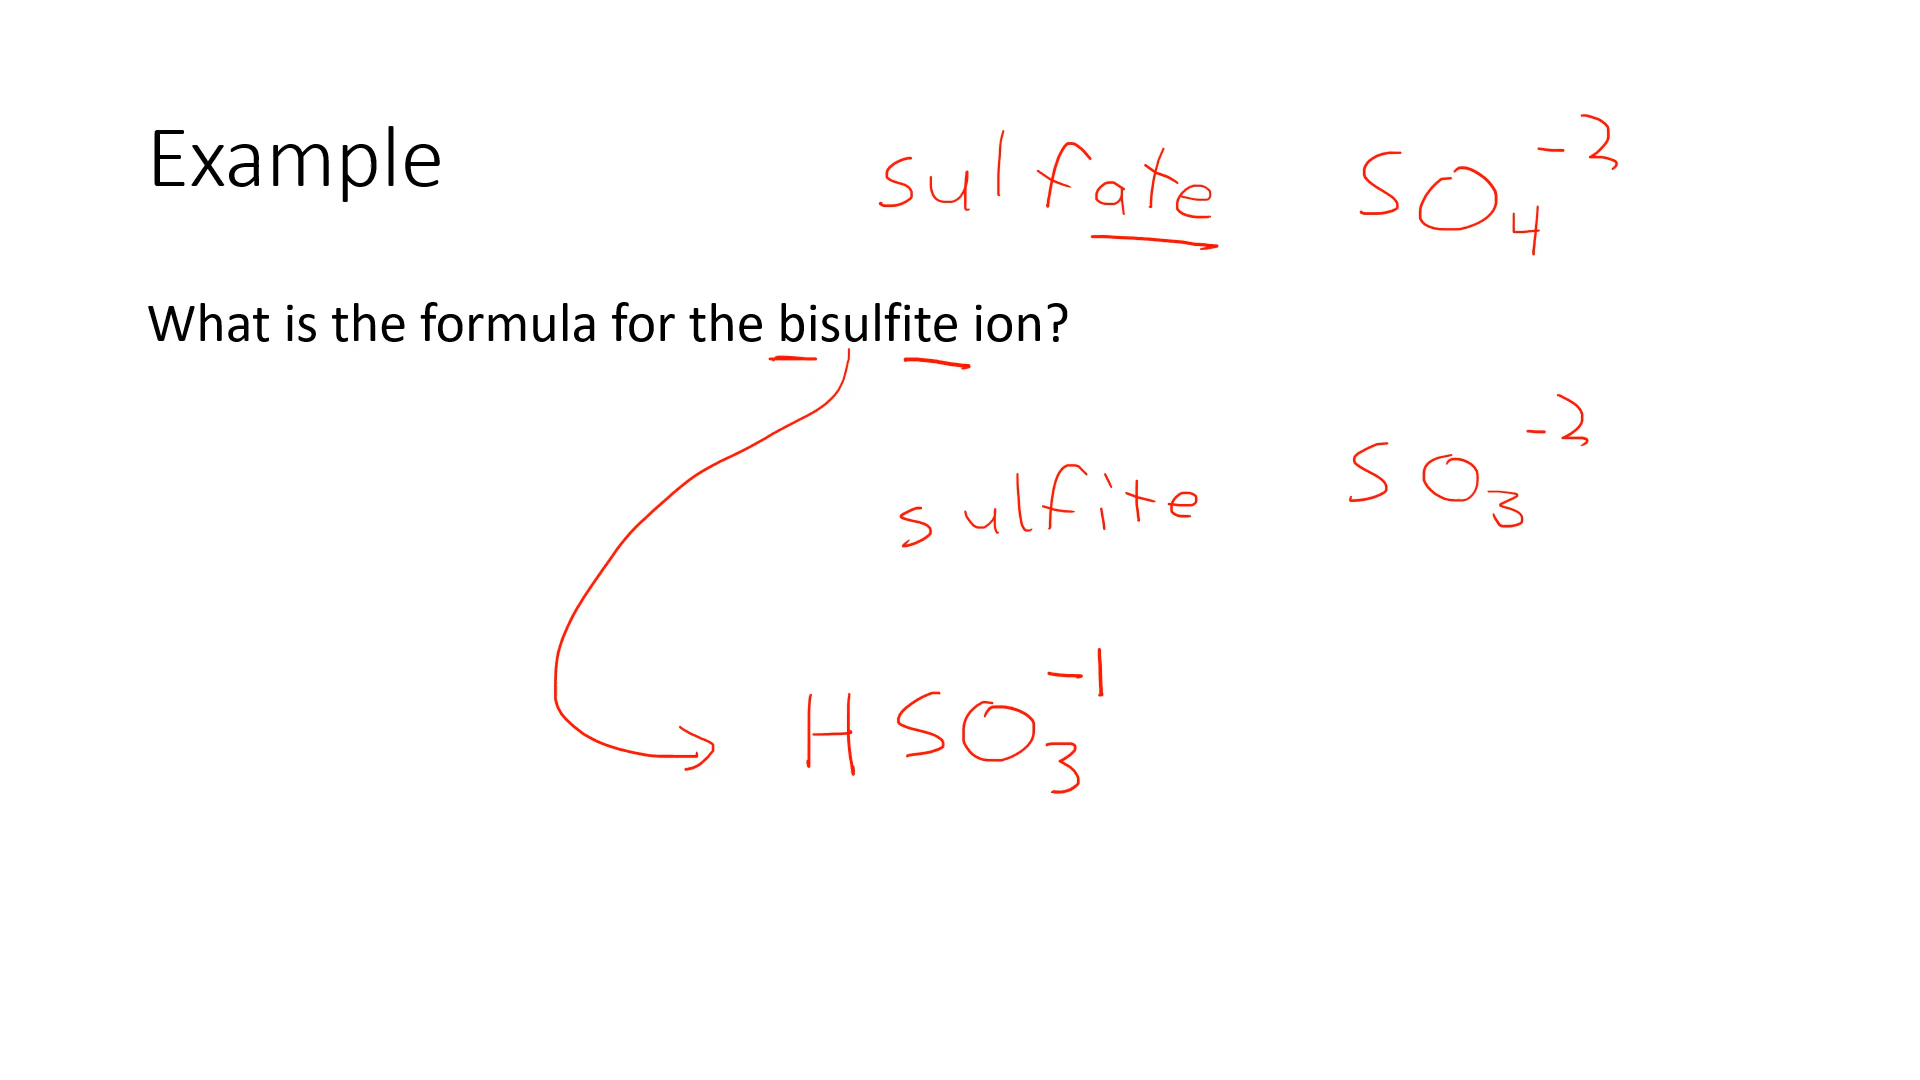 Example
sulfate SO₄⁻²
What is the formula for the bisulfite ion?
sulfite SO₃⁻²
HSO₃⁻¹